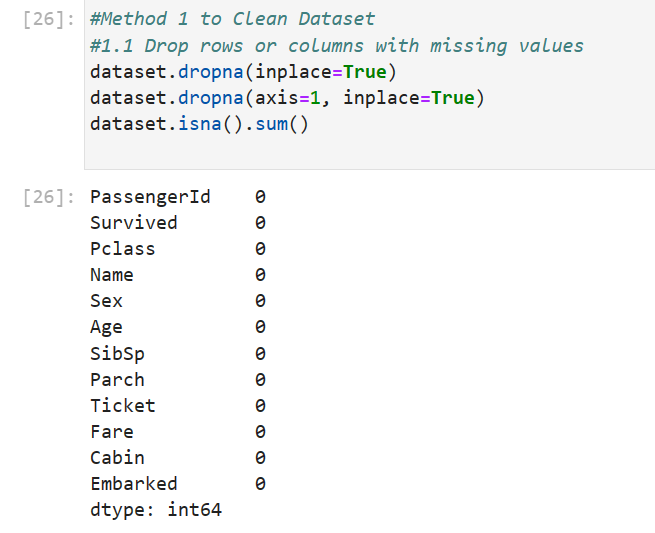 [26]: #Method 1 to Clean Dataset
#1.1 Drop rows or columns with missing values
dataset.dropna(inplace=True)
dataset.dropna(axis=1, inplace=True)
dataset.isna().sum()
[26]: PassengerId 0
Survived 0
Pclass 0
Name 0
Sex 0
Age 0
SibSp 0
Parch 0
Ticket 0
Fare 0
Cabin 0
Embarked 0
dtype: int64